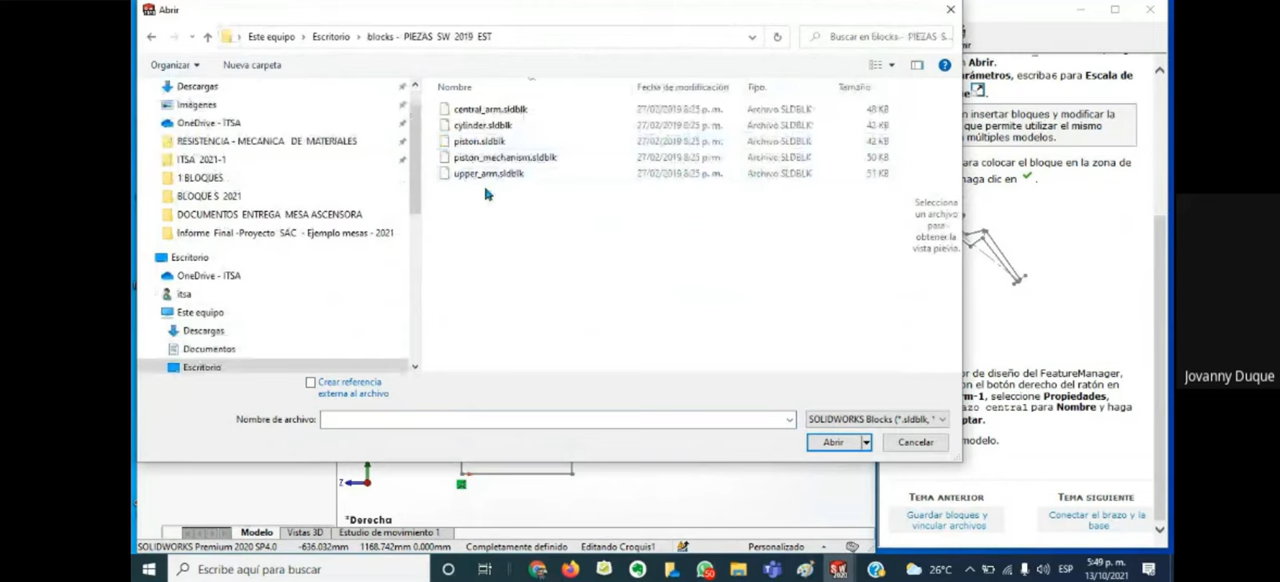 Abrir
Este equipo > Escritorio > blocks - PIEZAS SW 2019 EST
Buscar en blocks - PIEZAS S...
Organizar
Nueva carpeta
Descargas
Imágenes
OneDrive - ITSA
RESISTENCIA - MECÁNICA DE MATERIALES
ITSA 2021-1
1 BLOQUES
BLOQUES 2021
DOCUMENTOS ENTREGA MESA ASCENSORA
Informe Final -Proyecto SAC - Ejemplo mesas - 2021
Escritorio
OneDrive - ITSA
itsa
Este equipo
Descargas
Documentos
Escritorio
Nombre
Fecha de modificación
Tipo
Tamaño
central_arm.sldblk 27/02/2019 8:25 p. m. Archivo SLDBLK 48 KB
cylinder.sldblk 27/02/2019 8:25 p. m. Archivo SLDBLK 43 KB
piston.sldblk 27/02/2019 8:25 p. m. Archivo SLDBLK 42 KB
piston_mechanism.sldblk 27/02/2019 8:25 p. m. Archivo SLDBLK 50 KB
upper_arm.sldblk 27/02/2019 8:25 p. m. Archivo SLDBLK 51 KB
Selecciona
un archivo
para
obtener la
vista previa.
Crear referencia
externa al archivo
Nombre de archivo:
SOLIDWORKS Blocks (*.sldblk, *
Abrir
Cancelar
n Abrir.
rámetros, escriba 6 para Escala de
e
n insertar bloques y modificar la
que permite utilizar el mismo
múltiples modelos.
ara colocar el bloque en la zona de
haga clic en
or de diseño del FeatureManager,
on el botón derecho del ratón en
rm-1, seleccione Propiedades,
azo central para Nombre y haga
ptar.
modelo.
TEMA ANTERIOR
Guardar bloques y
vincular archivos
TEMA SIGUIENTE
Conectar el brazo y la
base
Jovanny Duque
Z
*Derecha
Modelo
Vistas 3D
Estudio de movimiento 1
SOLIDWORKS Premium 2020 SP4.0
-636.032mm 1168.742mm 0.000mm Completamente definido Editando Croquis1
Personalizado
Escribe aquí para buscar
26°C
ESP
5:49 p. m.
13/10/2021